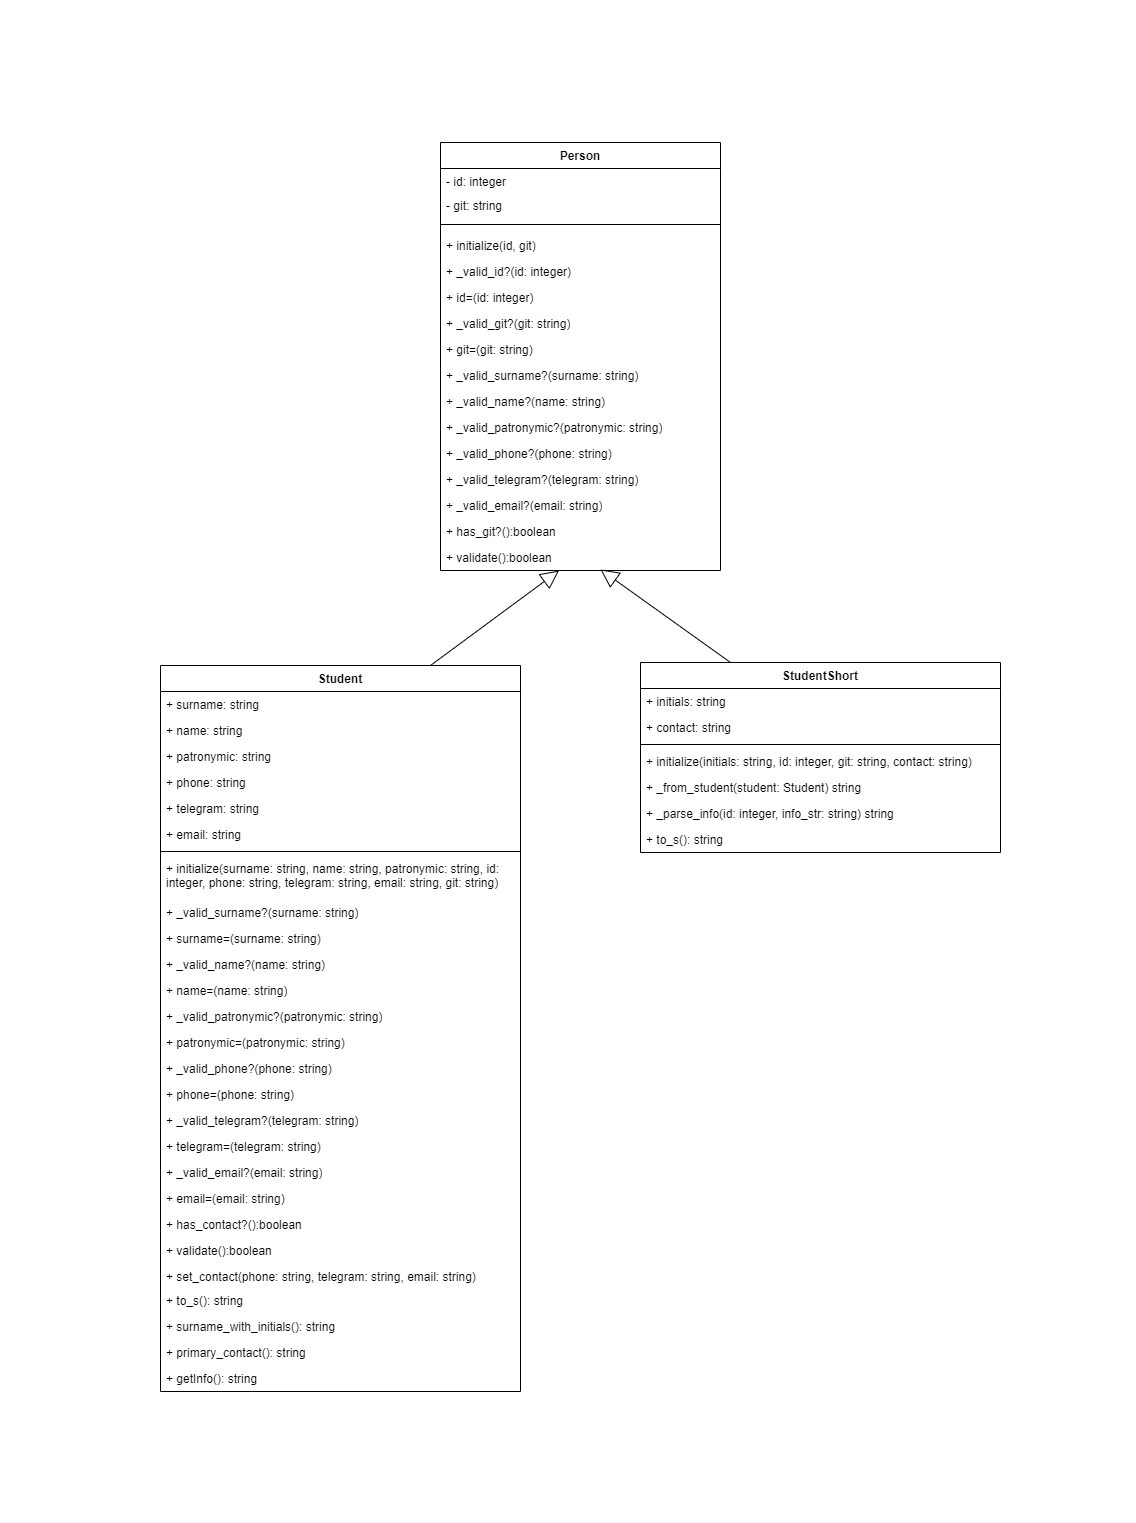 Person
- id: integer
- git: string
+ initialize(id, git)
+ _valid_id?(id: integer)
+ id=(id: integer)
+ _valid_git?(git: string)
+ git=(git: string)
+ _valid_surname?(surname: string)
+ _valid_name?(name: string)
+ _valid_patronymic?(patronymic: string)
+ _valid_phone?(phone: string)
+ _valid_telegram?(telegram: string)
+ _valid_email?(email: string)
+ has_git?():boolean
+ validate():boolean
Student
+ surname: string
+ name: string
+ patronymic: string
+ phone: string
+ telegram: string
+ email: string
+ initialize(surname: string, name: string, patronymic: string, id:
integer, phone: string, telegram: string, email: string, git: string)
+ _valid_surname?(surname: string)
+ surname=(surname: string)
+ _valid_name?(name: string)
+ name=(name: string)
+ _valid_patronymic?(patronymic: string)
+ patronymic=(patronymic: string)
+ _valid_phone?(phone: string)
+ phone=(phone: string)
+ _valid_telegram?(telegram: string)
+ telegram=(telegram: string)
+ _valid_email?(email: string)
+ email=(email: string)
+ has_contact?():boolean
+ validate():boolean
+ set_contact(phone: string, telegram: string, email: string)
+ to_s(): string
+ surname_with_initials(): string
+ primary_contact(): string
+ getInfo(): string
StudentShort
+ initials: string
+ contact: string
+ initialize(initials: string, id: integer, git: string, contact: string)
+ _from_student(student: Student) string
+ _parse_info(id: integer, info_str: string) string
+ to_s(): string